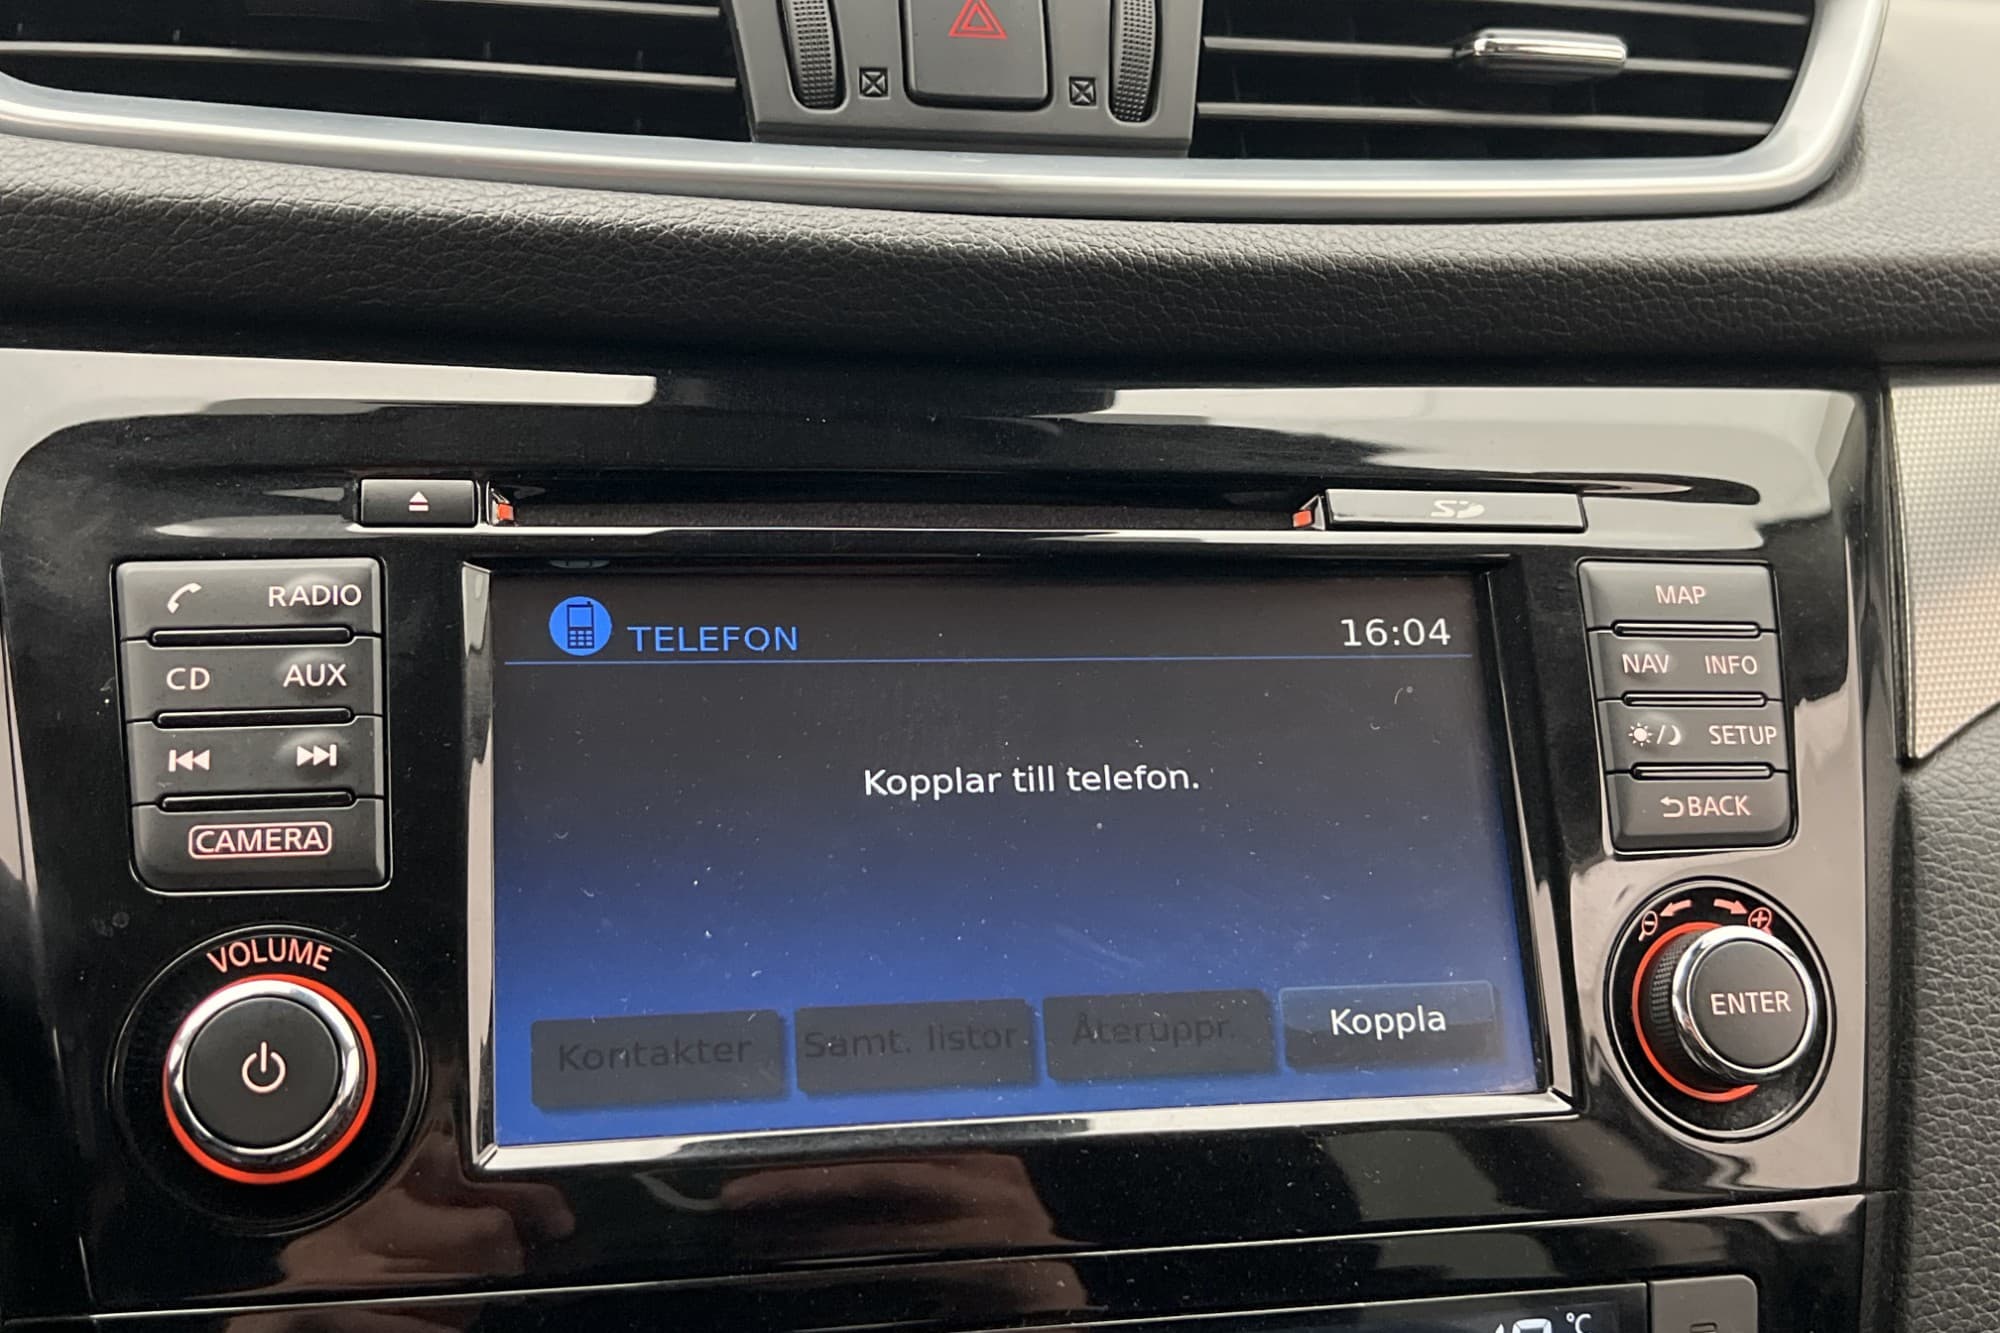 SD
RADIO
CD AUX
CAMERA
VOLUME
TELEFON 16:04
Kopplar till telefon.
Kontakter Samt. listor Återuppr. Koppla
MAP
NAV INFO
SETUP
BACK
ENTER
°C